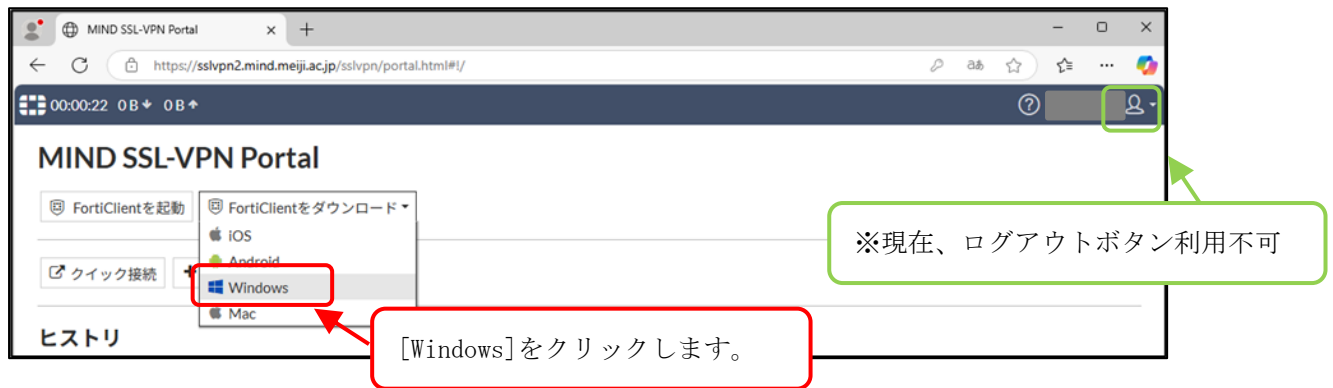 MIND SSL-VPN Portal
https://sslvpn2.mind.meiji.ac.jp/sslvpn/portal.html#!/
00:00:22 0 B 0 B
MIND SSL-VPN Portal
FortiClientを起動 FortiClientをダウンロード
iOS
Android
クイック接続
Windows
Mac
ヒストリ
※現在、ログアウトボタン利用不可
[Windows]をクリックします。